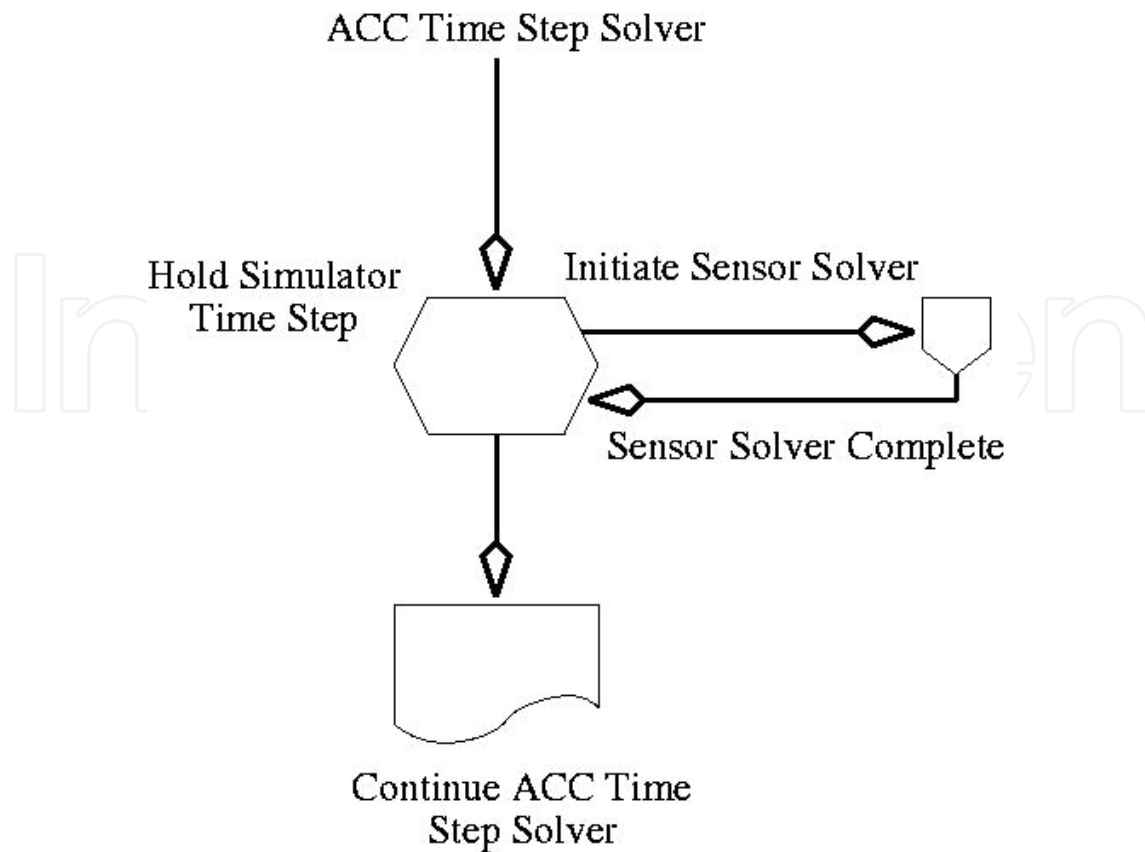 ACC Time Step Solver
Hold Simulator
Time Step
Initiate Sensor Solver
Sensor Solver Complete
Continue ACC Time
Step Solver